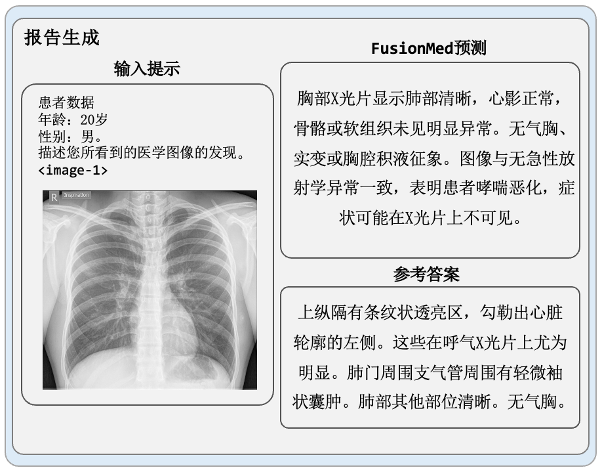 报告生成
输入提示
患者数据
年龄：20岁
性别：男。
描述您所看到的医学图像的发现。
<image-1>
R
Inspiration
FusionMed预测
胸部X光片显示肺部清晰，心影正常，
骨骼或软组织未见明显异常。无气胸、
实变或胸腔积液征象。图像与无急性放
射学异常一致，表明患者哮喘恶化，症
状可能在X光片上不可见。
参考答案
上纵隔有条纹状透亮区，勾勒出心脏
轮廓的左侧。这些在呼气X光片上尤为
明显。肺门周围支气管周围有轻微袖
状囊肿。肺部其他部位清晰。无气胸。